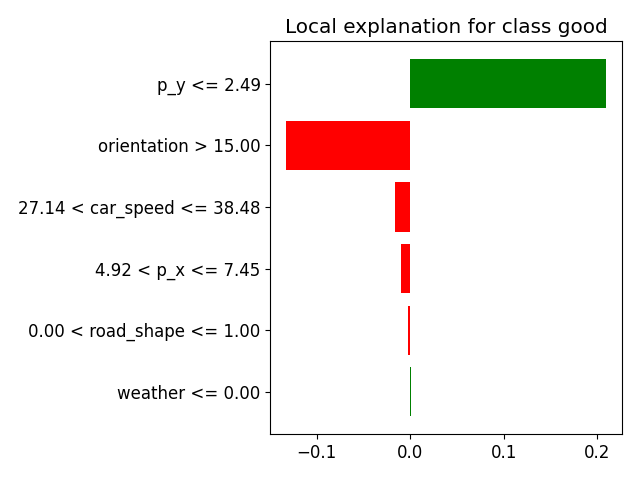 Local explanation for class good
p_y <= 2.49
orientation > 15.00
27.14 < car_speed <= 38.48
4.92 < p_x <= 7.45
0.00 < road_shape <= 1.00
weather <= 0.00
−0.1 0.0 0.1 0.2